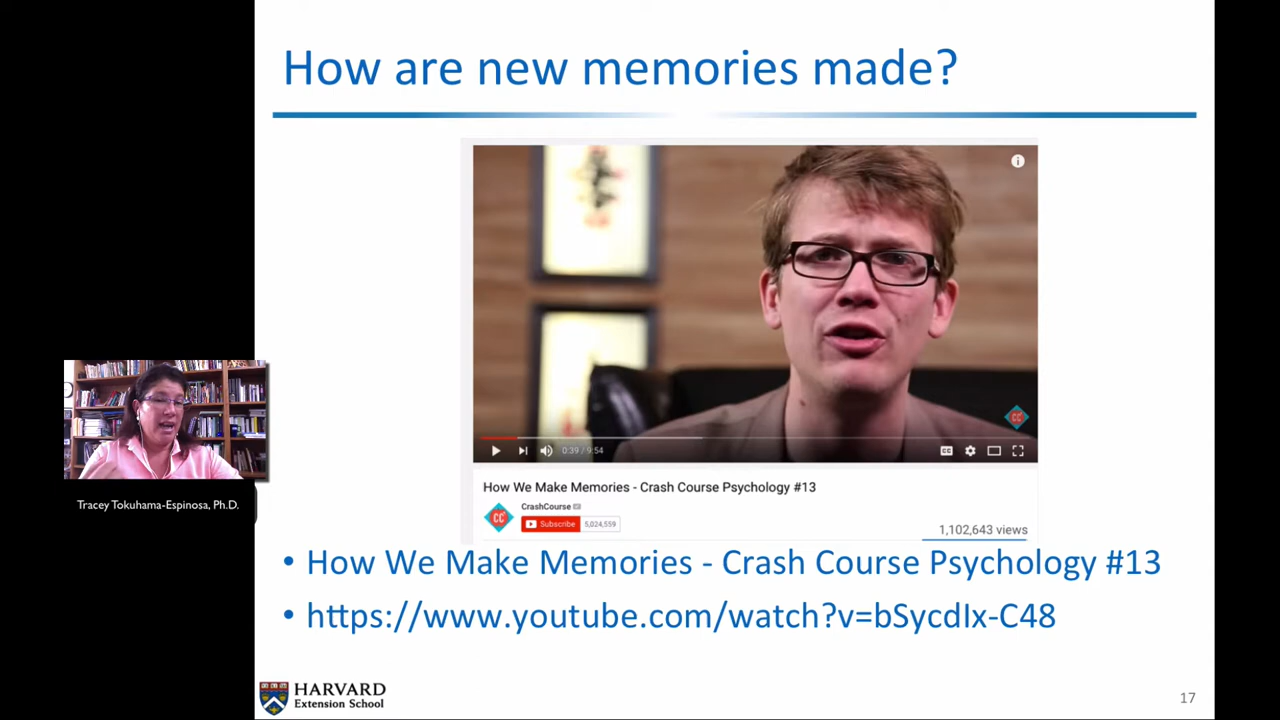 How are new memories made?
0:39 / 9:54
How We Make Memories - Crash Course Psychology #13
CC
CrashCourse
Subscribe 5,024,559
1,102,643 views
Tracey Tokuhama-Espinosa, Ph.D.
• How We Make Memories - Crash Course Psychology #13
• https://www.youtube.com/watch?v=bSycdIx-C48
HARVARD
Extension School
17